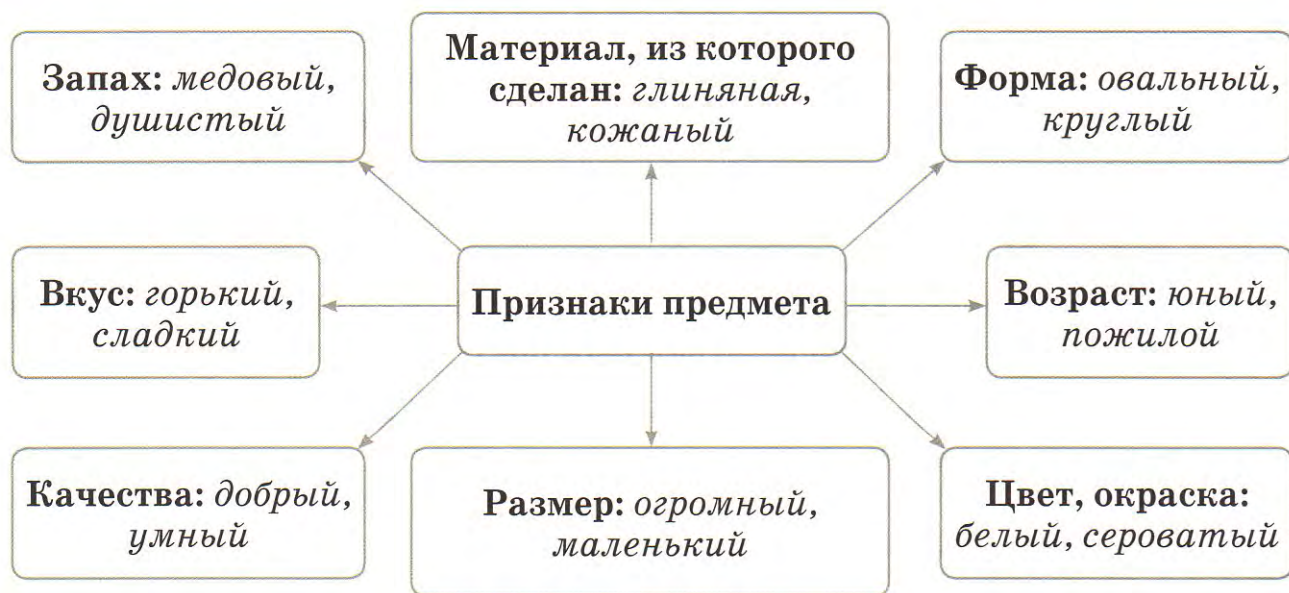 Запах: медовый,
душистый
Материал, из которого
сделан: глиняная,
кожаный
Форма: овальный,
круглый
Вкус: горький,
сладкий
Признаки предмета
Возраст: юный,
пожилой
Качества: добрый,
умный
Размер: огромный,
маленький
Цвет, окраска:
белый, сероватый